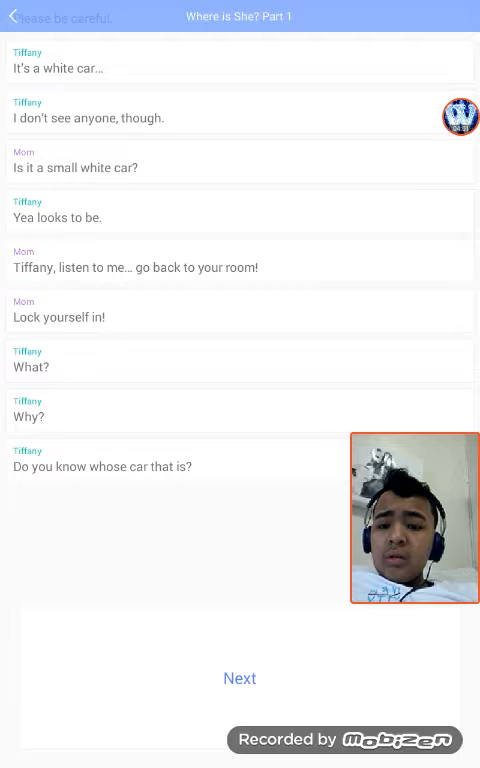 Please be careful.
Where is She? Part 1
Tiffany
It's a white car...
Tiffany
I don't see anyone, though.
04:01
Mom
Is it a small white car?
Tiffany
Yea looks to be.
Mom
Tiffany, listen to me... go back to your room!
Mom
Lock yourself in!
Tiffany
What?
Tiffany
Why?
Tiffany
Do you know whose car that is?
Next
Recorded by Mobizen